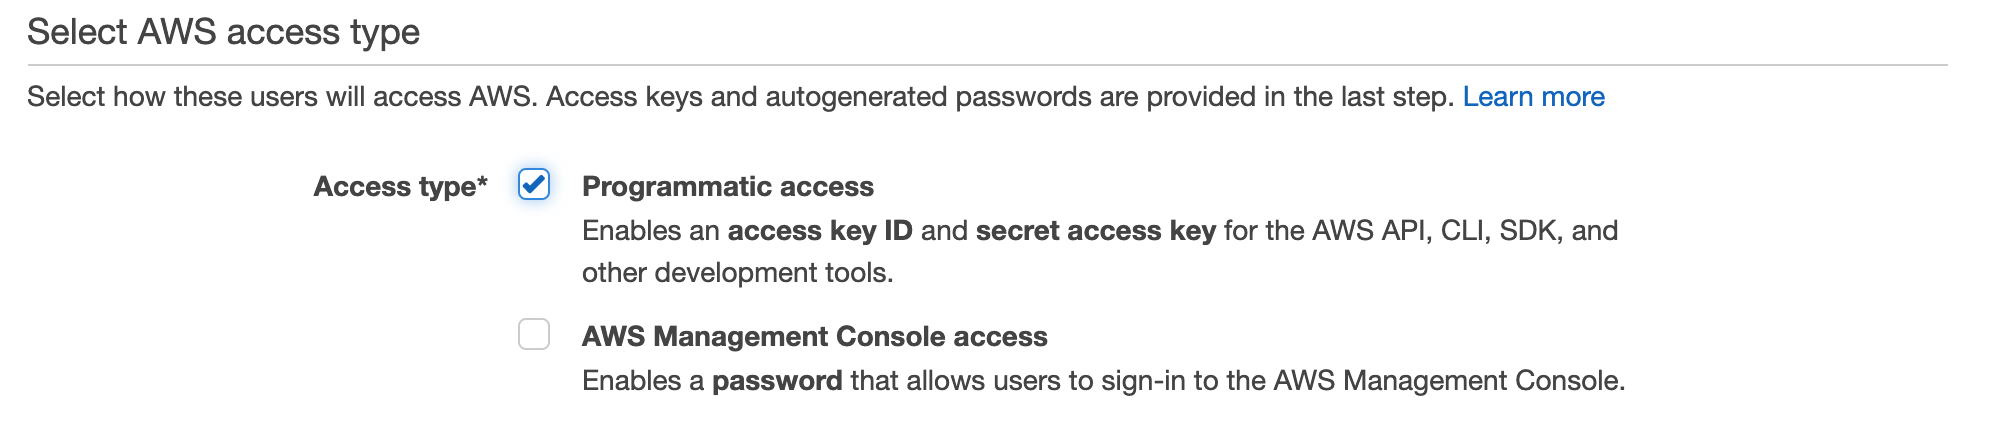 Select AWS access type
Select how these users will access AWS. Access keys and autogenerated passwords are provided in the last step. Learn more
Access type* Programmatic access
Enables an access key ID and secret access key for the AWS API, CLI, SDK, and
other development tools.
AWS Management Console access
Enables a password that allows users to sign-in to the AWS Management Console.